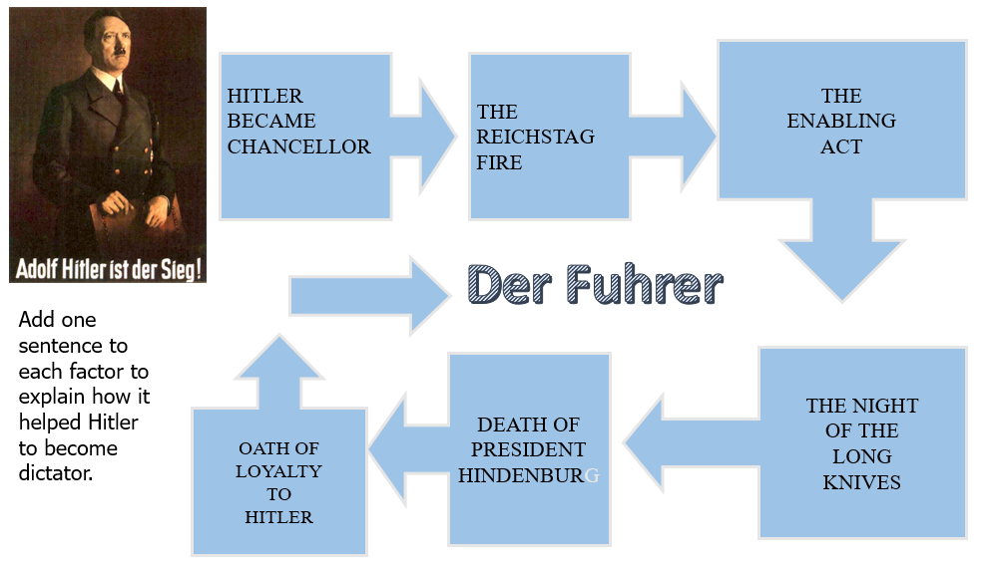 Adolf Hitler ist der Sieg!
HITLER
BECAME
CHANCELLOR
THE
REICHSTAG
FIRE
THE
ENABLING
ACT
Der Fuhrer
Add one
sentence to
each factor to
explain how it
helped Hitler
to become
dictator.
THE NIGHT
OF THE
LONG
KNIVES
DEATH OF
PRESIDENT
HINDENBURG
OATH OF
LOYALTY
TO
HITLER